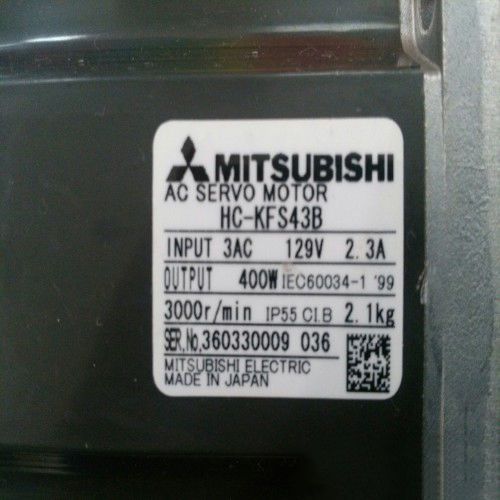 MITSUBISHI
AC SERVO MOTOR
HC-KFS43B
INPUT 3AC 129V 2.3A
OUTPUT 400W IEC60034-1 '99
3000r/min IP55 CI.B 2.1kg
SER.No.360330009 036
MITSUBISHI ELECTRIC
MADE IN JAPAN